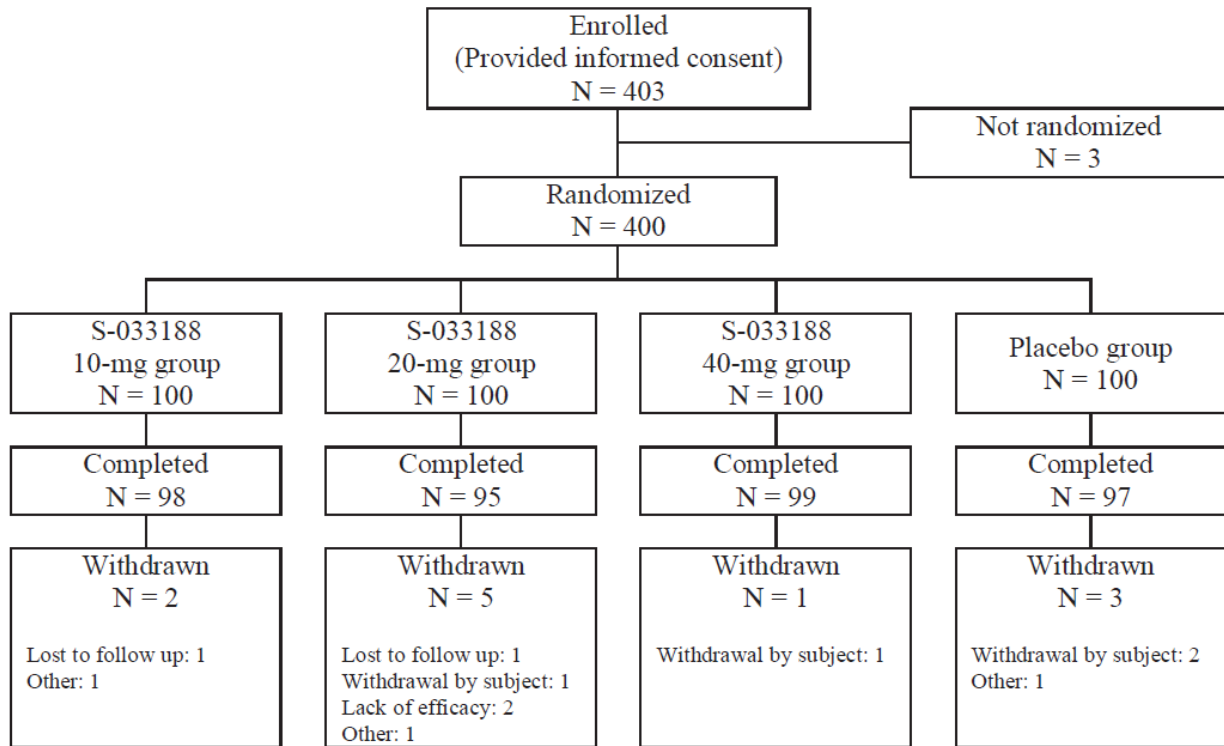 Enrolled
(Provided informed consent)
N = 403
Not randomized
N = 3
Randomized
N = 400
S-033188
10-mg group
N = 100
S-033188
20-mg group
N = 100
S-033188
40-mg group
N = 100
Placebo group
N = 100
Completed
N = 98
Completed
N = 95
Completed
N = 99
Completed
N = 97
Withdrawn
N = 2
Lost to follow up: 1
Other: 1
Withdrawn
N = 5
Lost to follow up: 1
Withdrawal by subject: 1
Lack of efficacy: 2
Other: 1
Withdrawn
N = 1
Withdrawal by subject: 1
Withdrawn
N = 3
Withdrawal by subject: 2
Other: 1